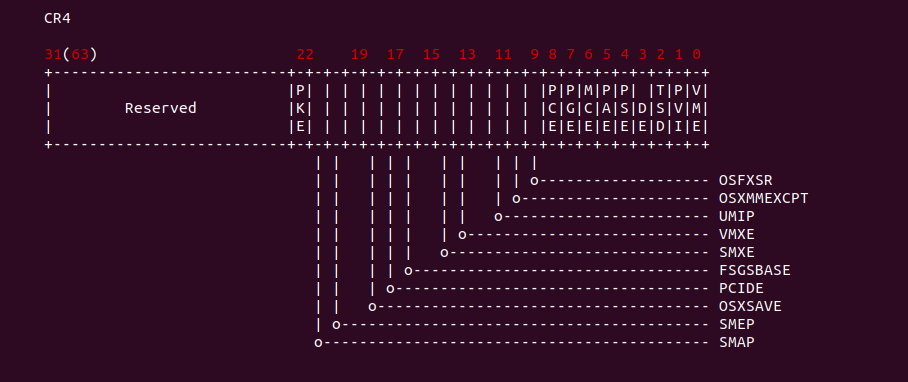 CR4
31(63) 22 19 17 15 13 11 9 8 7 6 5 4 3 2 1 0
+--------------------------+-+-+-+-+-+-+-+-+-+-+-+-+-+-+-+-+-+-+-+-+-+-+-+
|                          |P| | | | | | | | | | | | | |P|P|M|P|P| |T|P|V|
|        Reserved          |K| | | | | | | | | | | | | |C|G|C|A|S|D|S|V|M|
|                          |E| | | | | | | | | | | | | |E|E|E|E|E|E|D|I|E|
+--------------------------+-+-+-+-+-+-+-+-+-+-+-+-+-+-+-+-+-+-+-+-+-+-+-+
                              | |   | | |   | |   | | |
                              | |   | | |   | |   | | o------------------- OSFXSR
                              | |   | | |   | |   | o--------------------- OSXMMEXCPT
                              | |   | | |   | |   o----------------------- UMIP
                              | |   | | |   | o--------------------------- VMXE
                              | |   | | |   o----------------------------- SMXE
                              | |   | | o--------------------------------- FSGSBASE
                              | |   | o----------------------------------- PCIDE
                              | |   o------------------------------------- OSXSAVE
                              | o----------------------------------------- SMEP
                              o------------------------------------------- SMAP